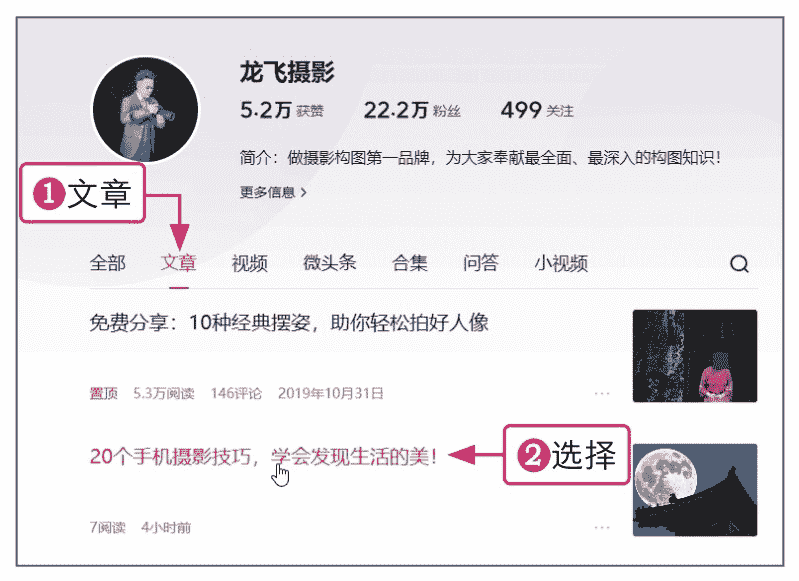 龙飞摄影
5.2万 获赞 22.2万 粉丝 499 关注
简介：做摄影构图第一品牌，为大家奉献最全面、最深入的构图知识！
更多信息 >
1 文章
全部 文章 视频 微头条 合集 问答 小视频
免费分享：10种经典摆姿，助你轻松拍好人像
置顶 5.3万阅读 146评论 2019年10月31日 ...
20个手机摄影技巧，学会发现生活的美！
2 选择
7阅读 4小时前 ...